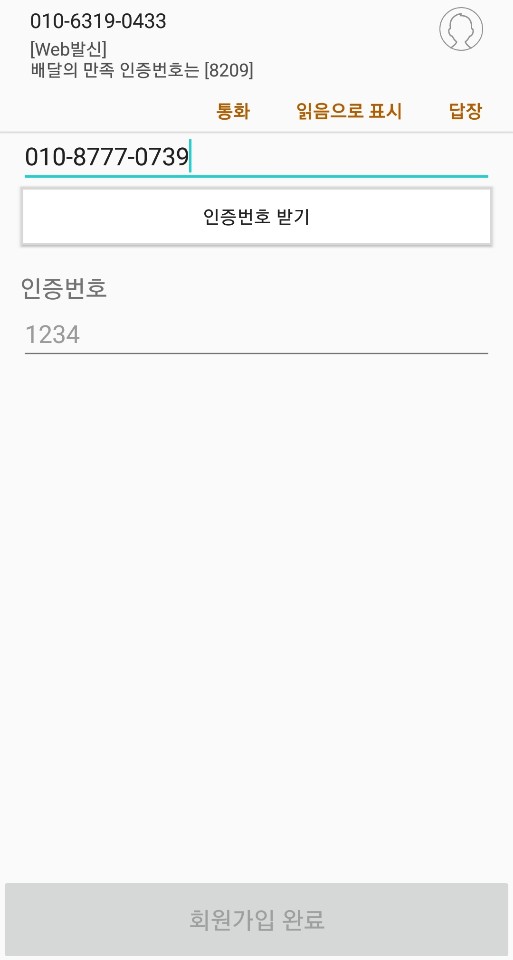 010-6319-0433
[Web발신]
배달의 만족 인증번호는 [8209]
통화 읽음으로 표시 답장
010-8777-0739
인증번호 받기
인증번호
1234
회원가입 완료